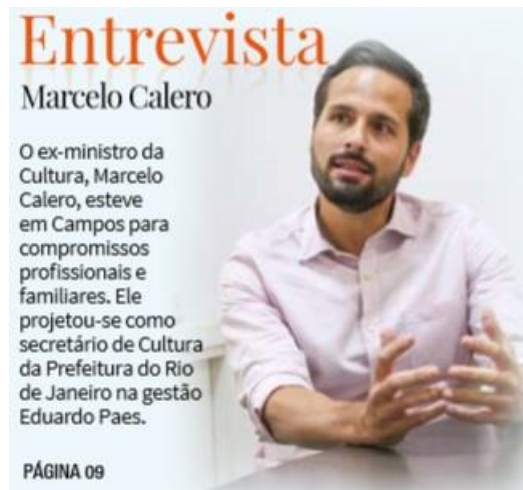 Entrevista
Marcelo Calero
O ex-ministro da
Cultura, Marcelo
Calero, esteve
em Campos para
compromissos
profissionais e
familiares. Ele
projetou-se como
secretário de Cultura
da Prefeitura do Rio
de Janeiro na gestão
Eduardo Paes.
PÁGINA 09